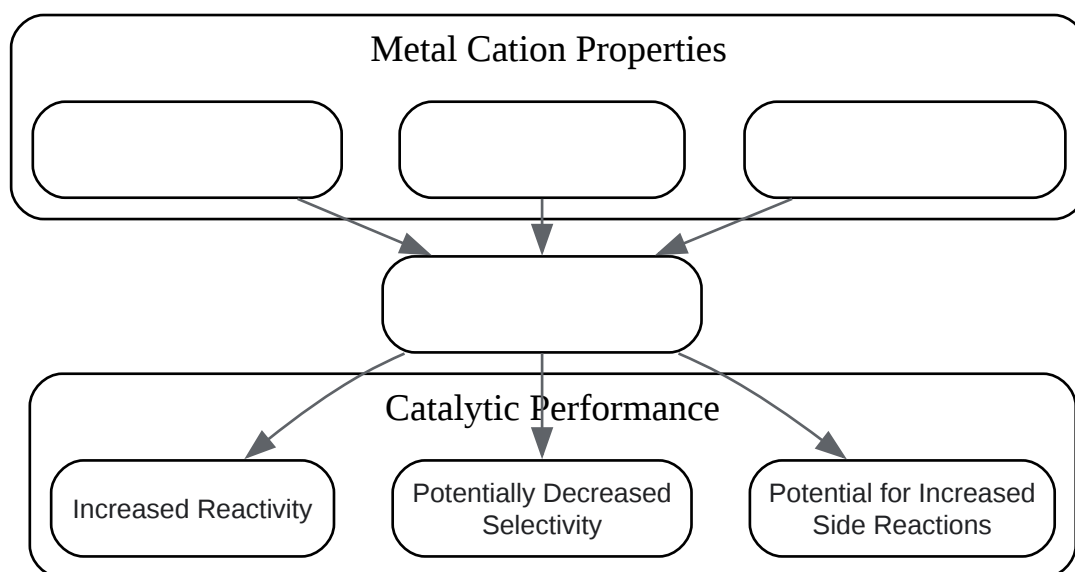 Metal Cation Properties
Catalytic Performance
Increased Reactivity
Potentially Decreased
Selectivity
Potential for Increased
Side Reactions